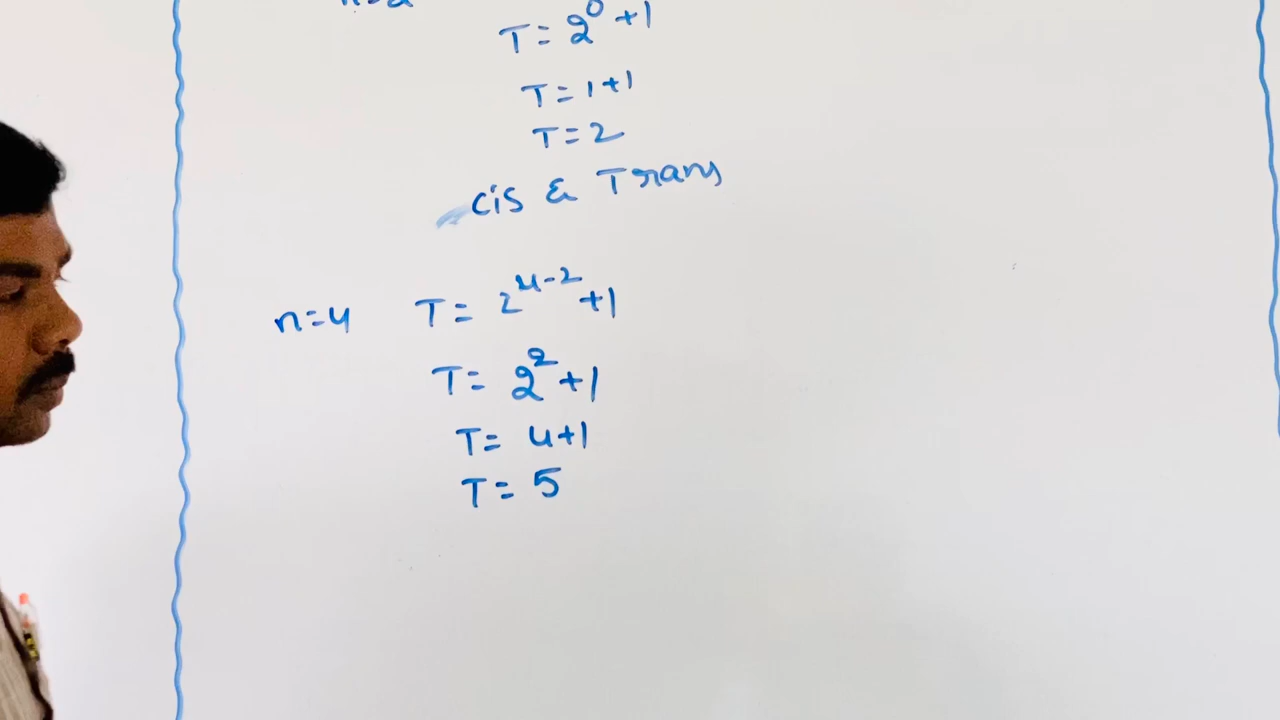 T = 2⁰ + 1
T = 1 + 1
T = 2
cis & Trans
n = 4 T = 2⁴⁻² + 1
T = 2² + 1
T = 4 + 1
T = 5